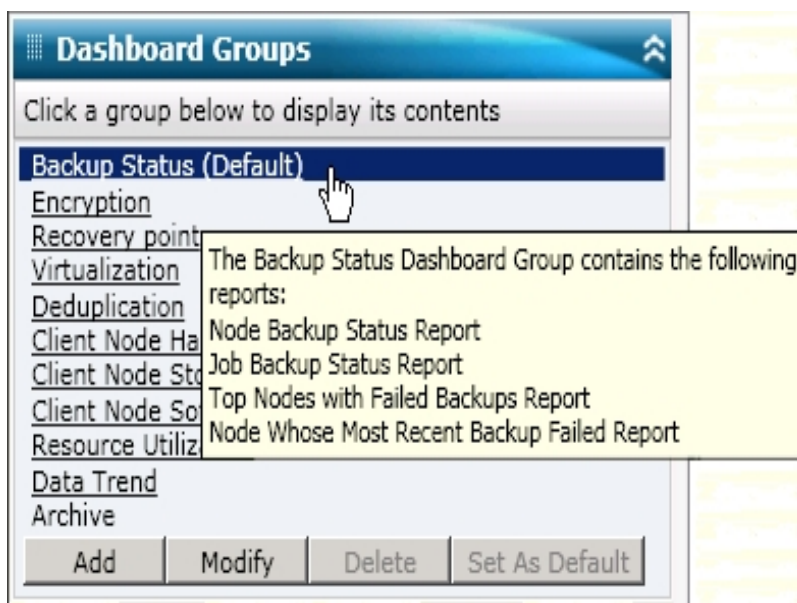 Dashboard Groups
Click a group below to display its contents
Backup Status (Default)
Encryption
Recovery point
Virtualization
Deduplication
Client Node Ha
Client Node Sto
Client Node Sof
Resource Utiliz
Data Trend
Archive
The Backup Status Dashboard Group contains the following
reports:
Node Backup Status Report
Job Backup Status Report
Top Nodes with Failed Backups Report
Node Whose Most Recent Backup Failed Report
Add Modify Delete Set As Default